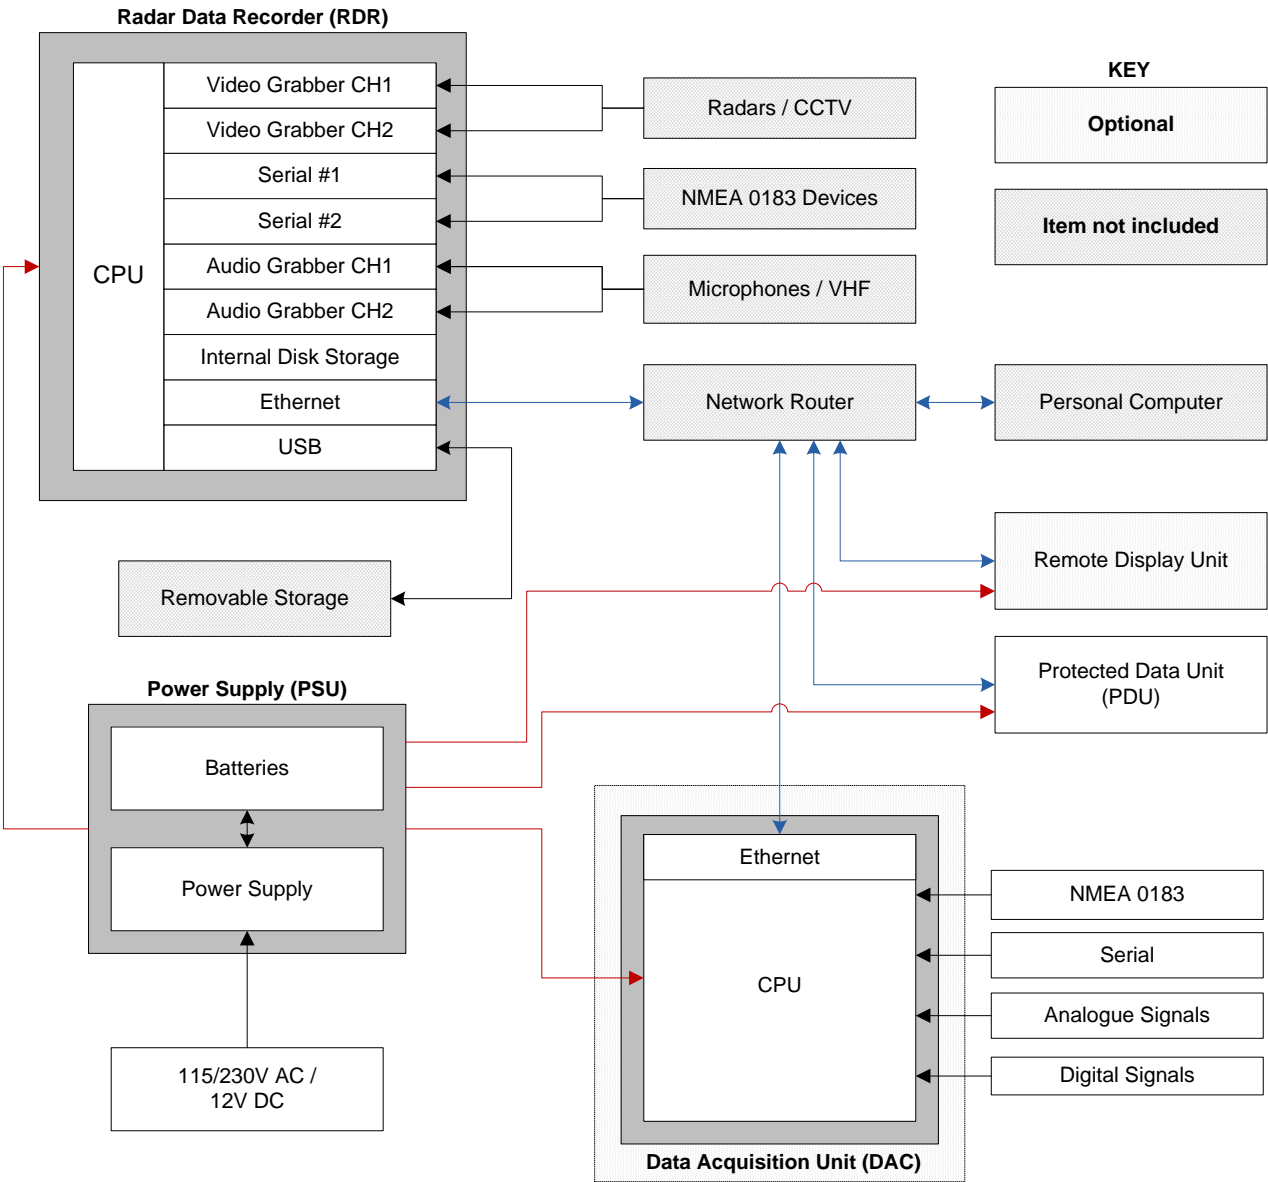 Radar Data Recorder (RDR)
CPU
Video Grabber CH1
Video Grabber CH2
Serial #1
Serial #2
Audio Grabber CH1
Audio Grabber CH2
Internal Disk Storage
Ethernet
USB
Radars / CCTV
NMEA 0183 Devices
Microphones / VHF
Network Router
KEY
Optional
Item not included
Personal Computer
Remote Display Unit
Protected Data Unit
(PDU)
Removable Storage
Power Supply (PSU)
Batteries
Power Supply
115/230V AC /
12V DC
Ethernet
CPU
Data Acquisition Unit (DAC)
NMEA 0183
Serial
Analogue Signals
Digital Signals